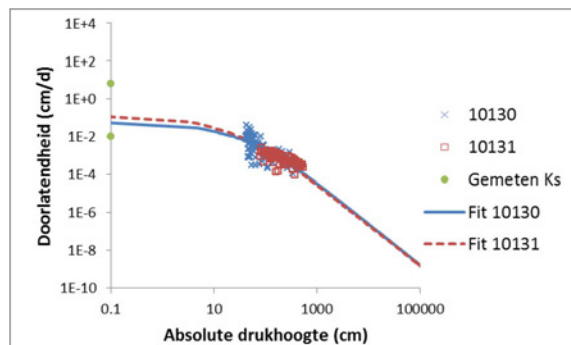 Doorlatendheid (cm/d)
1E+4
1E+2
1E+0
1E-2
1E-4
1E-6
1E-8
1E-10
0.1
10
1000
100000
Absolute drukhoogte (cm)
10130
10131
Gemeten Ks
Fit 10130
Fit 10131